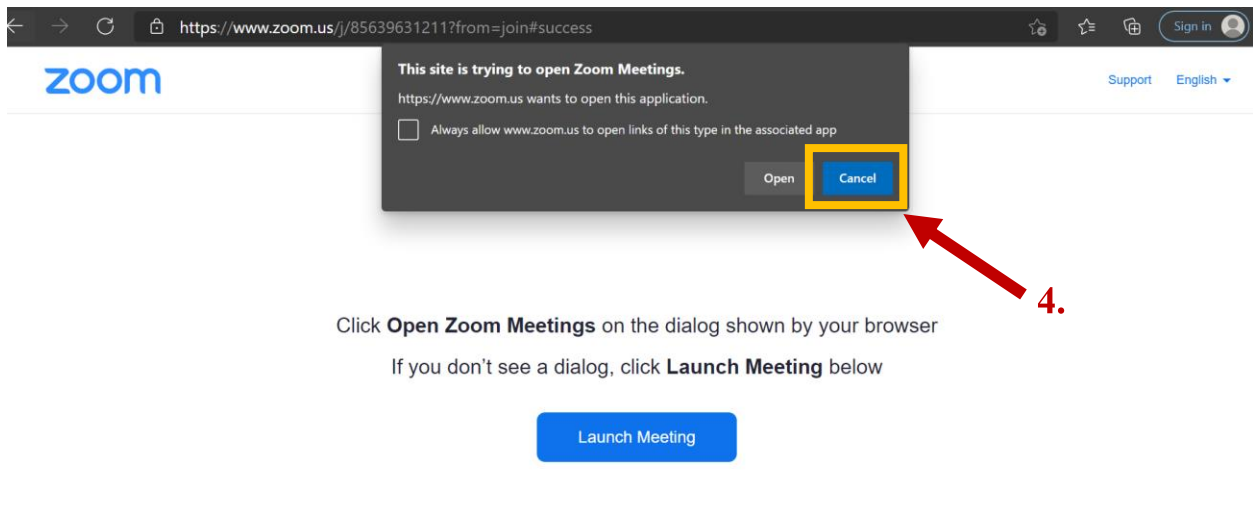 https://www.zoom.us/j/85639631211?from=join#success
Sign in
zoom
Support English
This site is trying to open Zoom Meetings.
https://www.zoom.us wants to open this application.
Always allow www.zoom.us to open links of this type in the associated app
Open Cancel
4.
Click Open Zoom Meetings on the dialog shown by your browser
If you don’t see a dialog, click Launch Meeting below
Launch Meeting